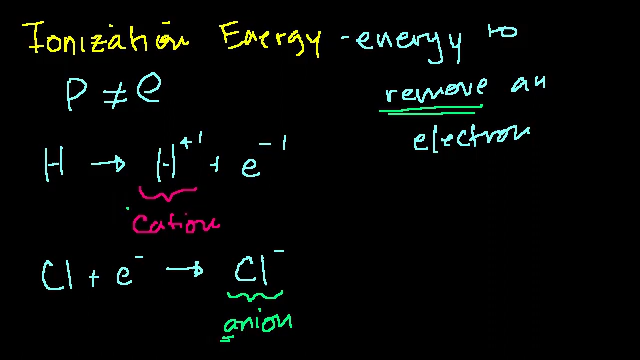 Ionization Energy - energy to
remove an
electron
P ≠ e
H → H⁺¹ + e⁻¹
Cation
Cl + e⁻ → Cl⁻
anion